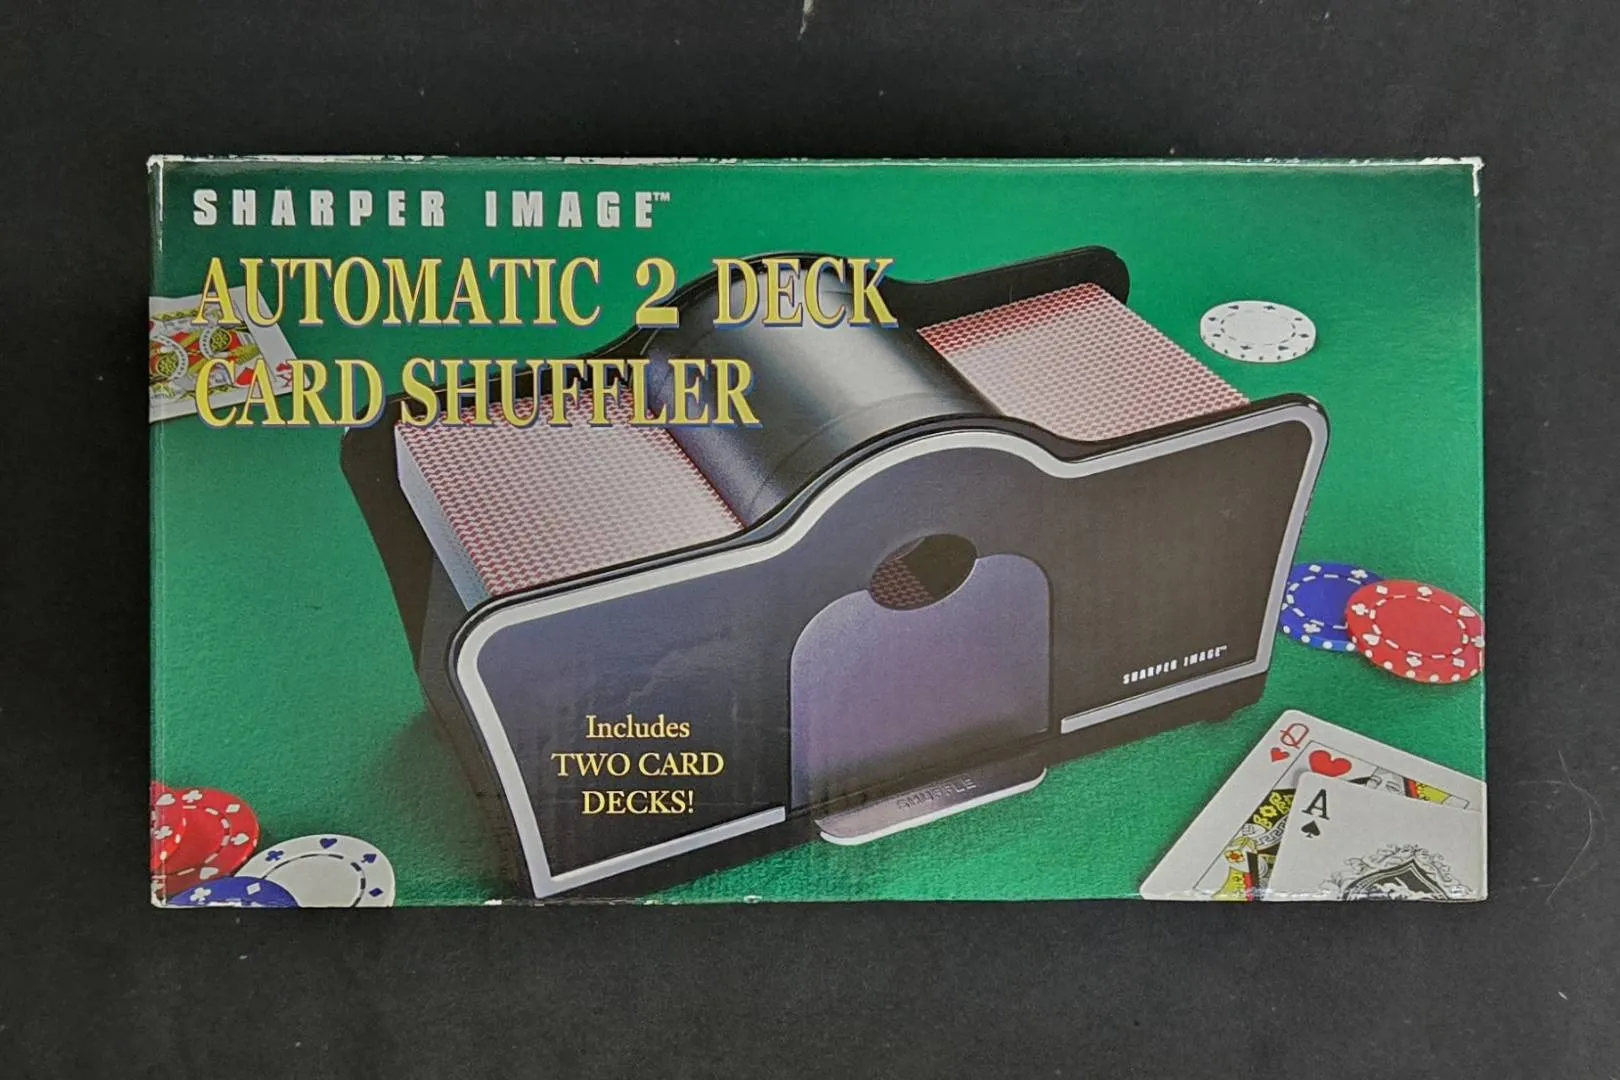 SHARPER IMAGE™
AUTOMATIC 2 DECK
CARD SHUFFLER
SHARPER IMAGE™
Includes
TWO CARD
DECKS!
SHUFFLE
Q
A